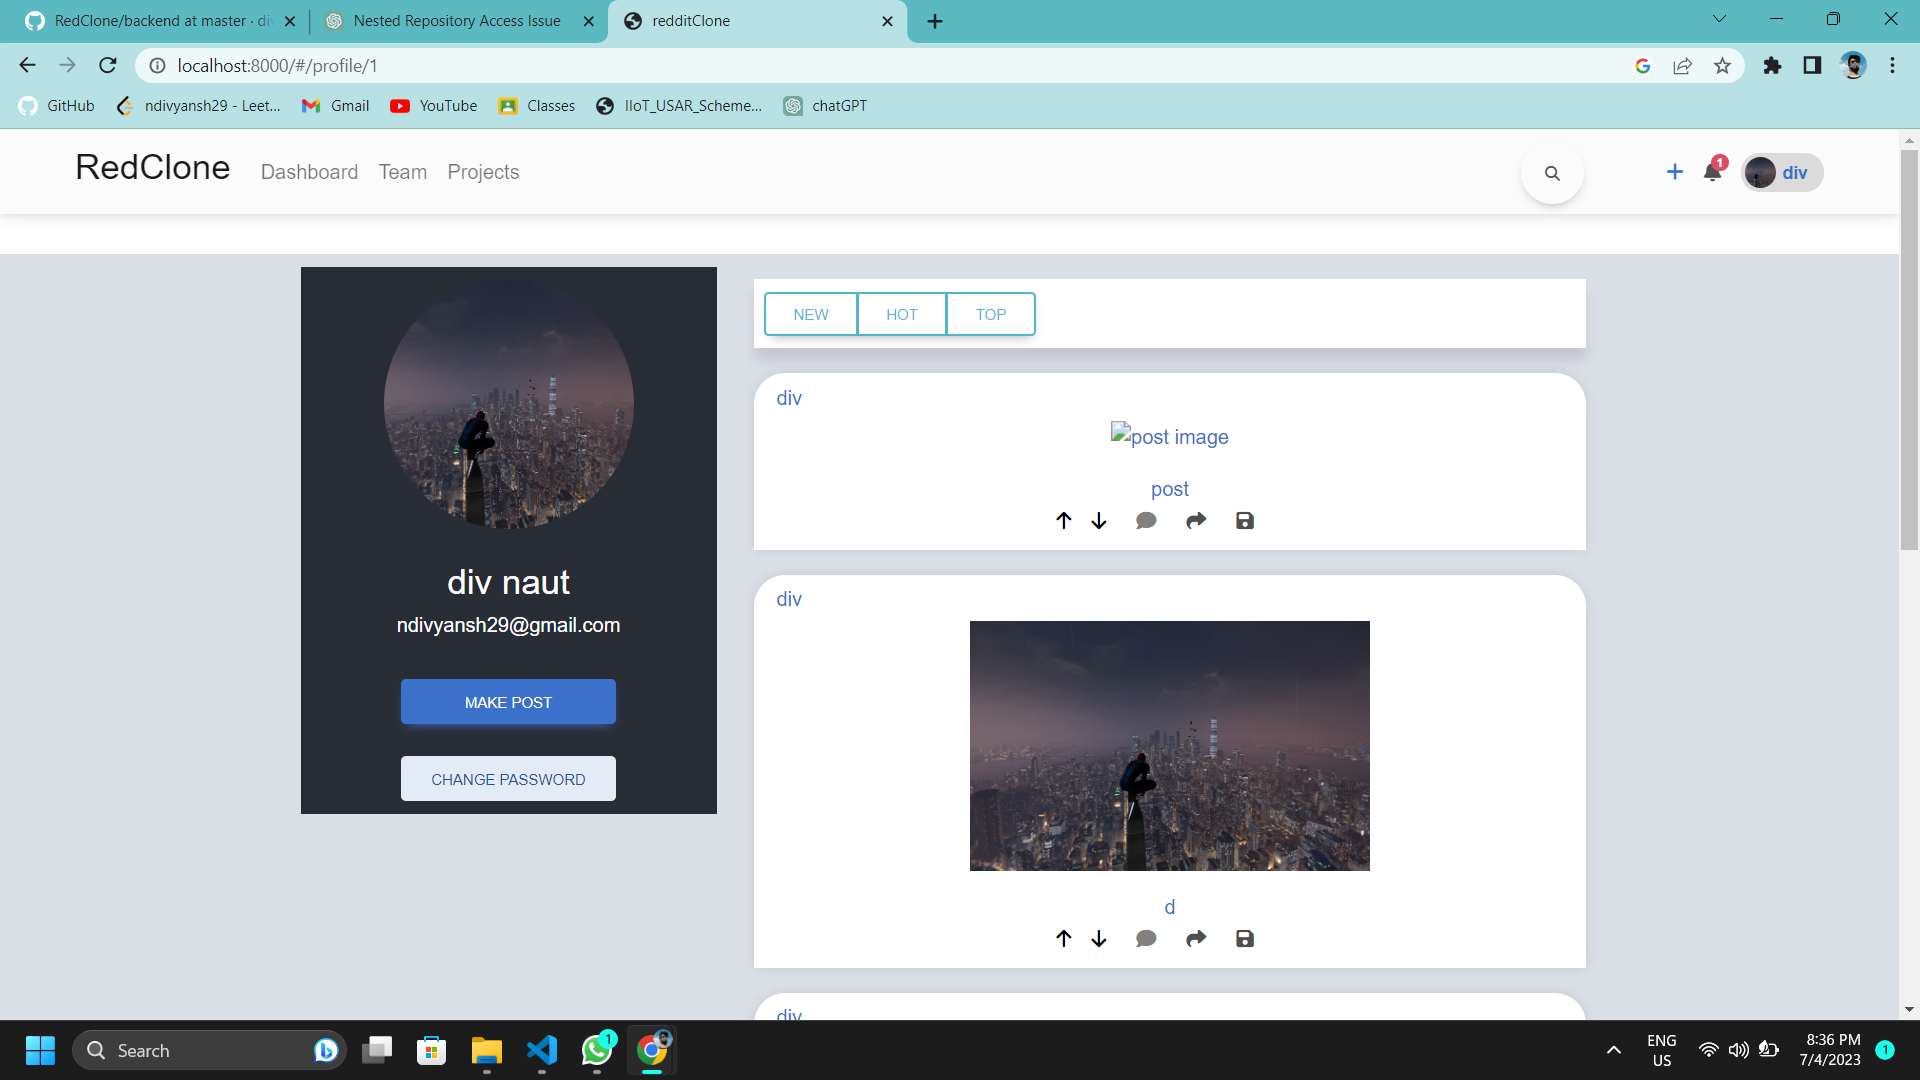 RedClone/backend at master · di
Nested Repository Access Issue
redditClone
localhost:8000/#/profile/1
GitHub
ndivyansh29 - Leet...
Gmail
YouTube
Classes
IIoT_USAR_Scheme...
chatGPT
RedClone
Dashboard
Team
Projects
1
div
NEW
HOT
TOP
div
post image
post
div naut
ndivyansh29@gmail.com
MAKE POST
CHANGE PASSWORD
div
d
div
Search
1
ENG
US
8:36 PM
7/4/2023
1